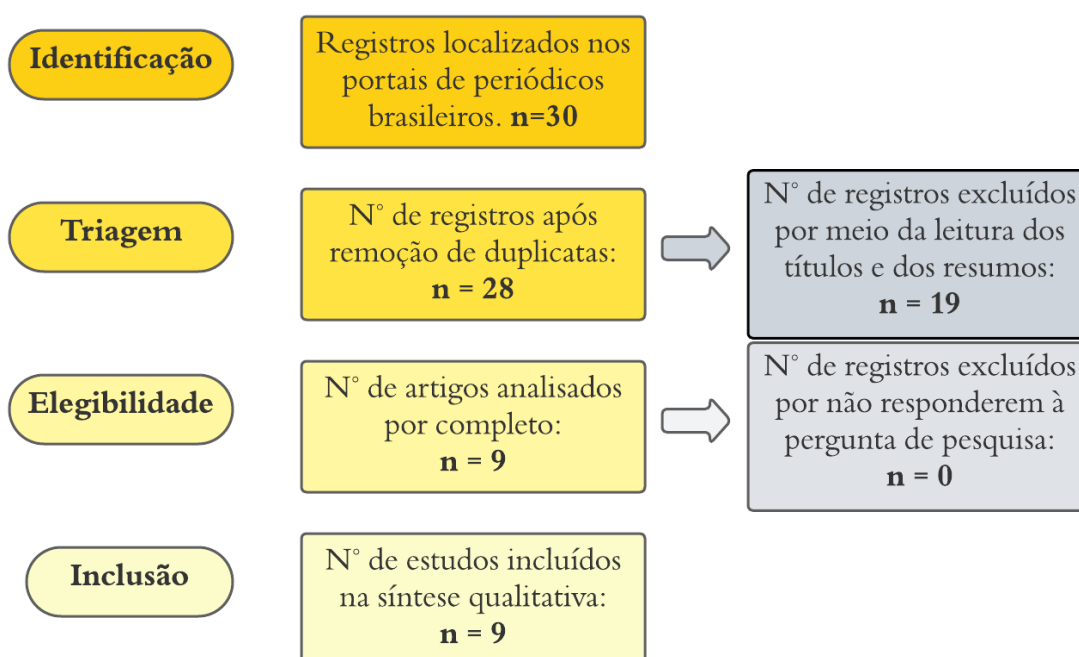 Identificação
Registros localizados nos
portais de periódicos
brasileiros. n=30
Triagem
N° de registros após
remoção de duplicatas:
n = 28
N° de registros excluídos
por meio da leitura dos
títulos e dos resumos:
n = 19
Elegibilidade
N° de artigos analisados
por completo:
n = 9
N° de registros excluídos
por não responderem à
pergunta de pesquisa:
n = 0
Inclusão
N° de estudos incluídos
na síntese qualitativa:
n = 9